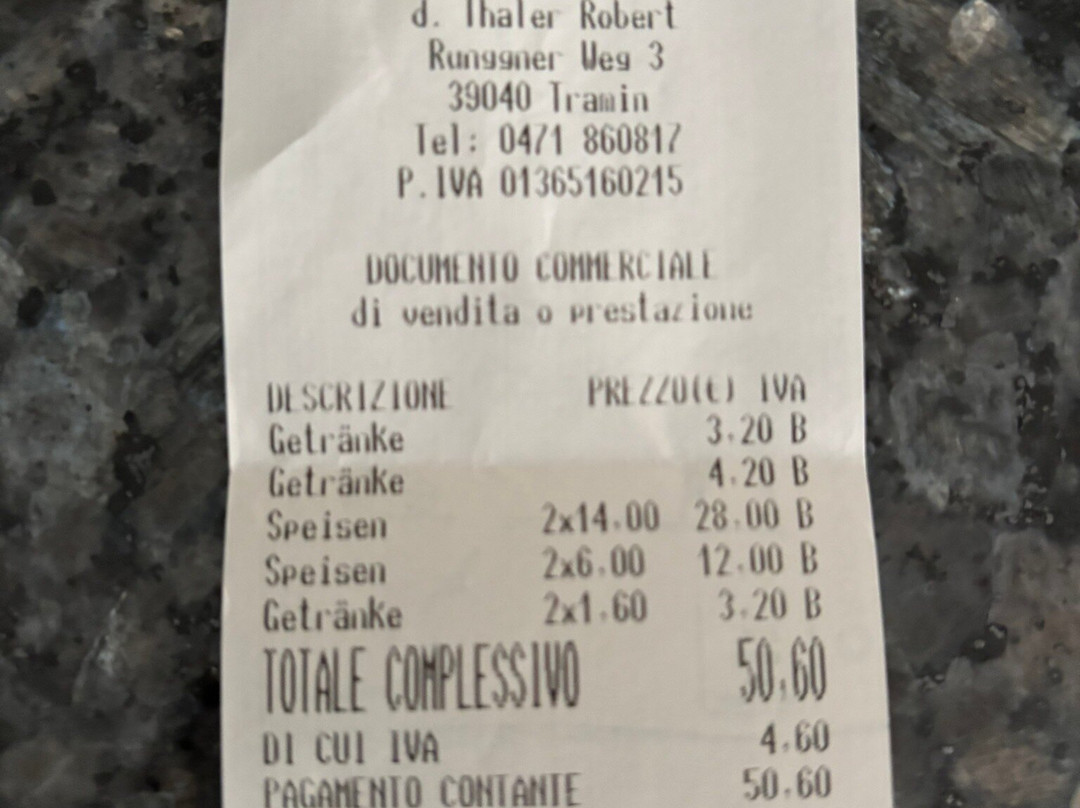 d. Thaler Robert
Runggner Weg 3
39040 Tramin
Tel: 0471 860817
P.IVA 01365160215
DOCUMENTO COMMERCIALE
di vendita o prestazione
DESCRIZIONE PREZZO(€) IVA
Getränke 3.20 B
Getränke 4.20 B
Speisen 2x14.00 28.00 B
Speisen 2x6.00 12.00 B
Getränke 2x1.60 3.20 B
TOTALE COMPLESSIVO 50.60
DI CUI IVA 4.60
PAGAMENTO CONTANTE 50.60